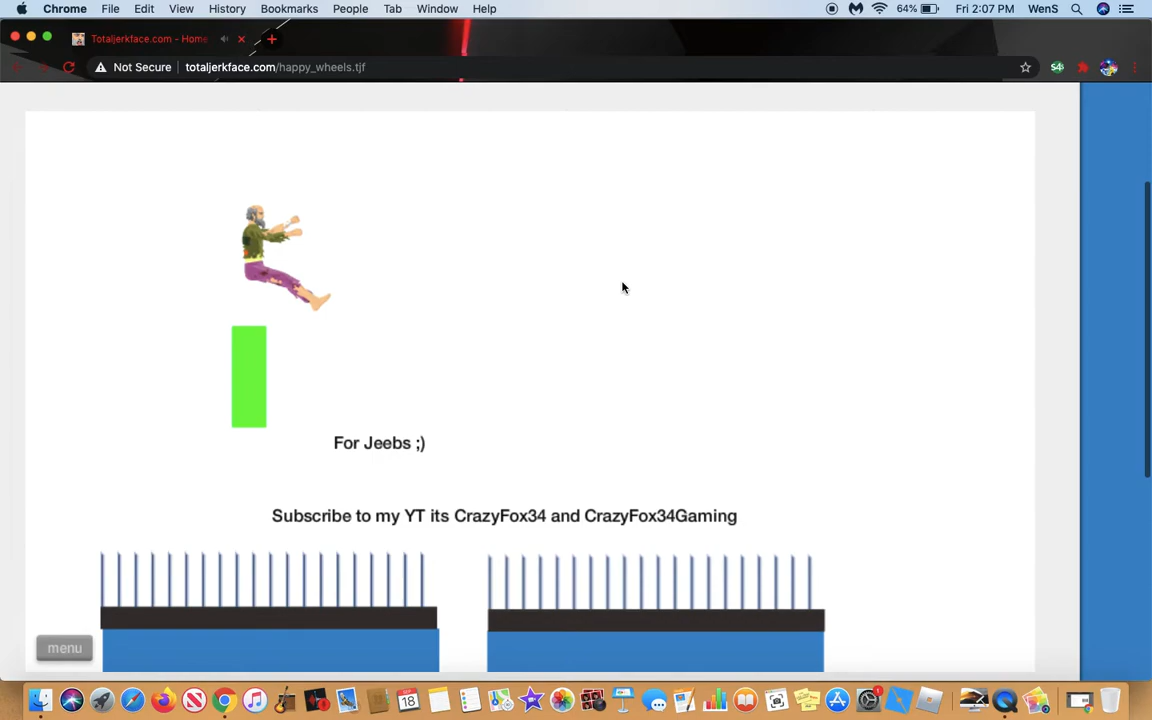 Chrome File Edit View History Bookmarks People Tab Window Help 64% Fri 2:07 PM WenS
Totaljerkface.com - Home
Not Secure totaljerkface.com/happy_wheels.tjf
For Jeebs ;)
Subscribe to my YT its CrazyFox34 and CrazyFox34Gaming
menu